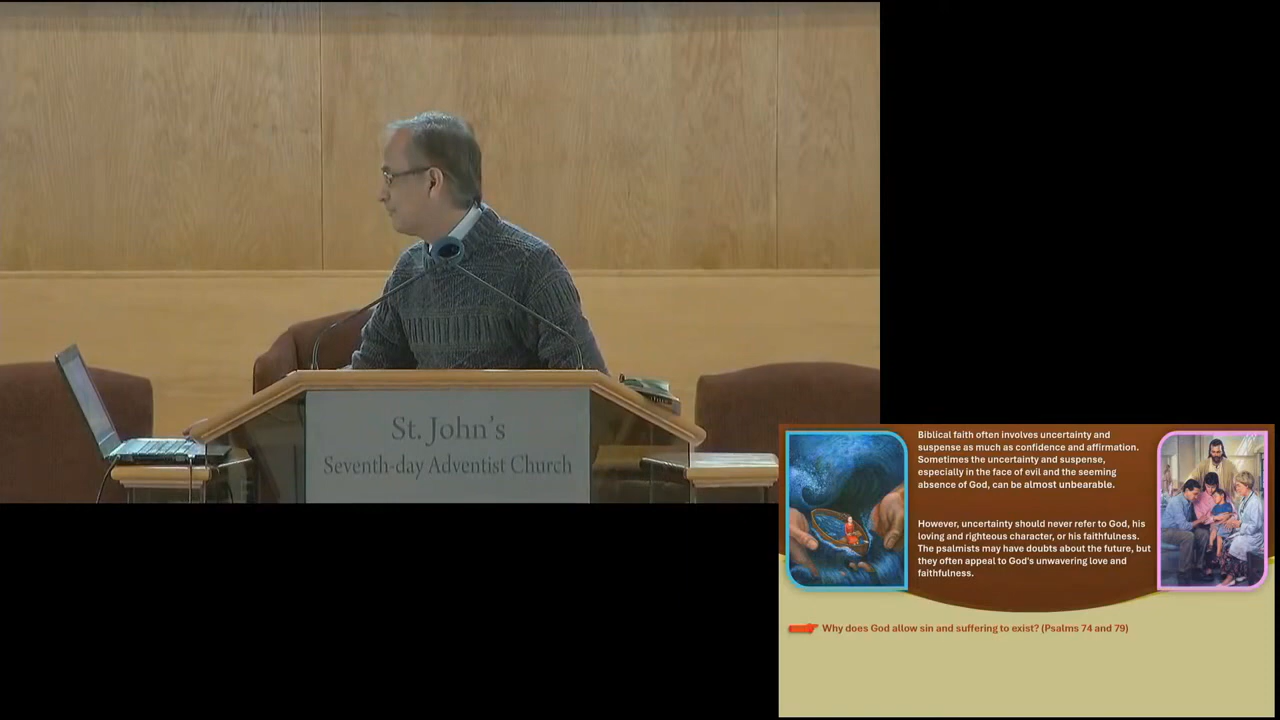 St. John's
Seventh-day Adventist Church
Biblical faith often involves uncertainty and
suspense as much as confidence and affirmation.
Sometimes the uncertainty and suspense,
especially in the face of evil and the seeming
absence of God, can be almost unbearable.
However, uncertainty should never refer to God, his
loving and righteous character, or his faithfulness.
The psalmists may have doubts about the future, but
they often appeal to God's unwavering love and
faithfulness.
Why does God allow sin and suffering to exist? (Psalms 74 and 79)